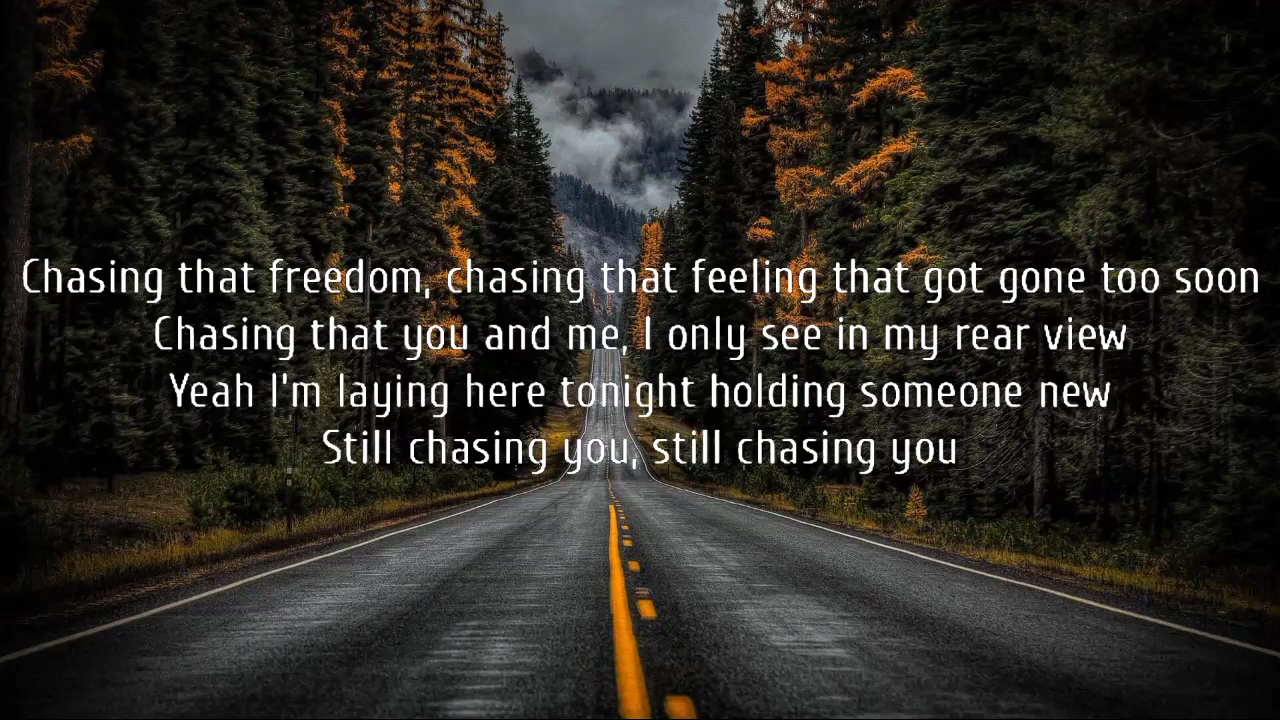 Chasing that freedom, chasing that feeling that got gone too soon
Chasing that you and me, I only see in my rear view
Yeah I'm laying here tonight holding someone new
Still chasing you, still chasing you